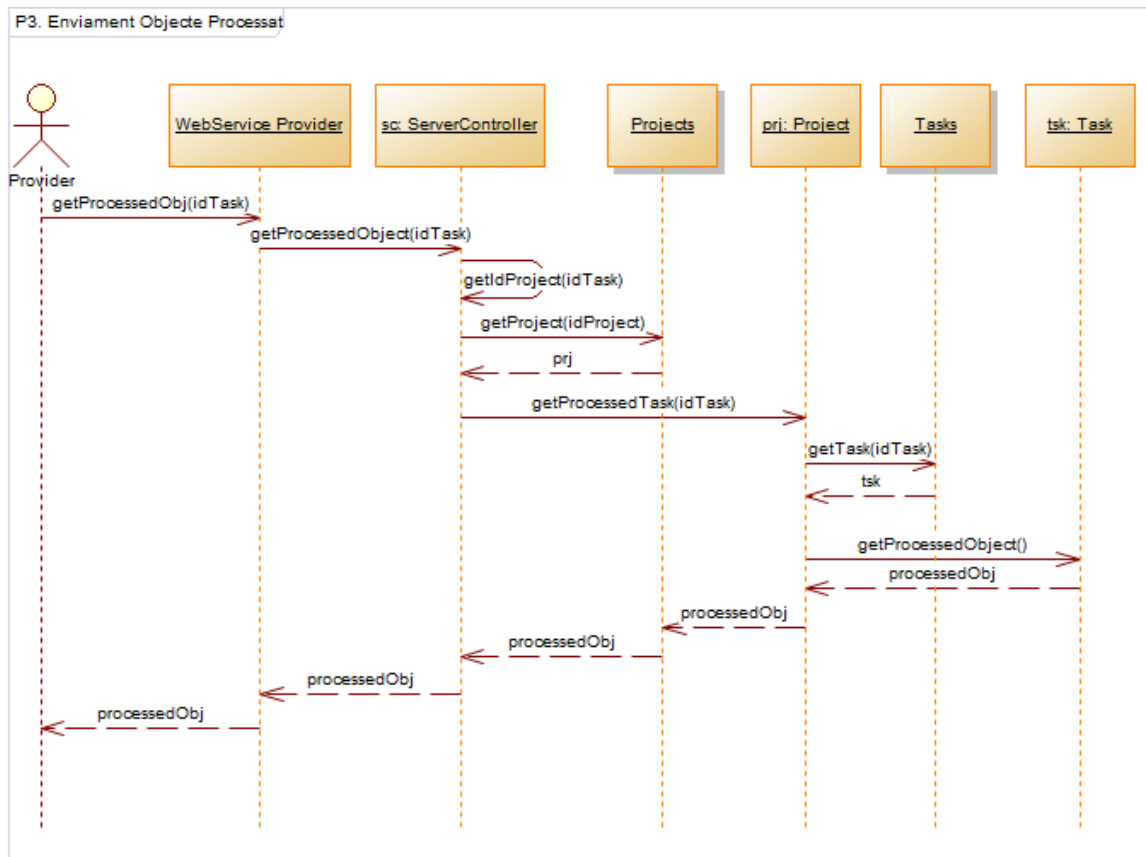 P3. Enviament Objecte Processat
WebService Provider
sc: ServerController
Projects
prj: Project
Tasks
tsk: Task
Provider
getProcessedObj(idTask)
getProcessedObject(idTask)
getIdProject(idTask)
getProject(idProject)
prj
getProcessedTask(idTask)
getTask(idTask)
tsk
getProcessedObject()
processedObj
processedObj
processedObj
processedObj
processedObj